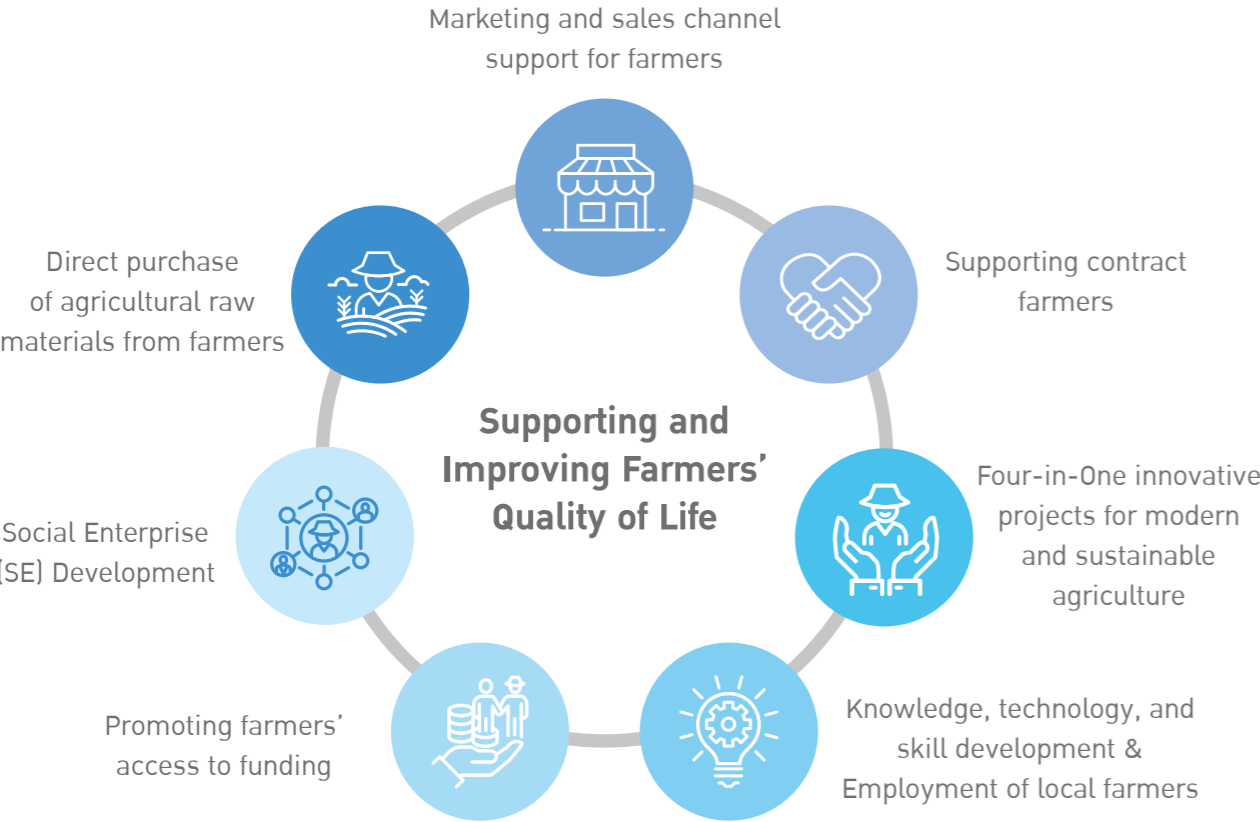 Marketing and sales channel
support for farmers
Direct purchase
of agricultural raw
materials from farmers
Supporting contract
farmers
Supporting and
Improving Farmers’
Quality of Life
Four-in-One innovative
projects for modern
and sustainable
agriculture
Social Enterprise
(SE) Development
Promoting farmers’
access to funding
Knowledge, technology, and
skill development &
Employment of local farmers